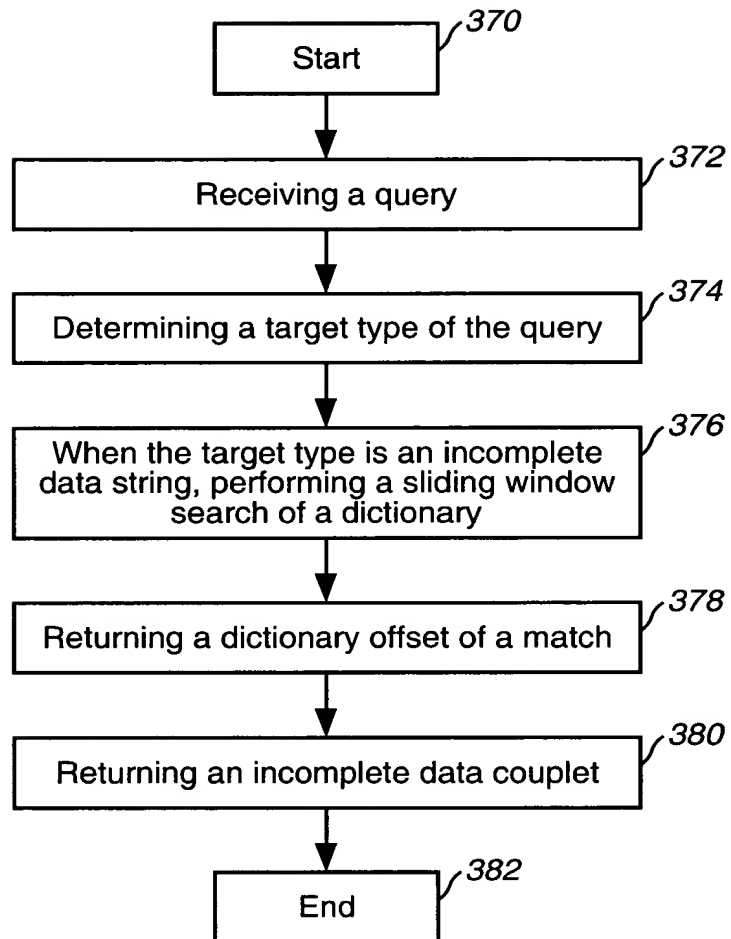 370
Start
372
Receiving a query
374
Determining a target type of the query
376
When the target type is an incomplete
data string, performing a sliding window
search of a dictionary
378
Returning a dictionary offset of a match
380
Returning an incomplete data couplet
382
End